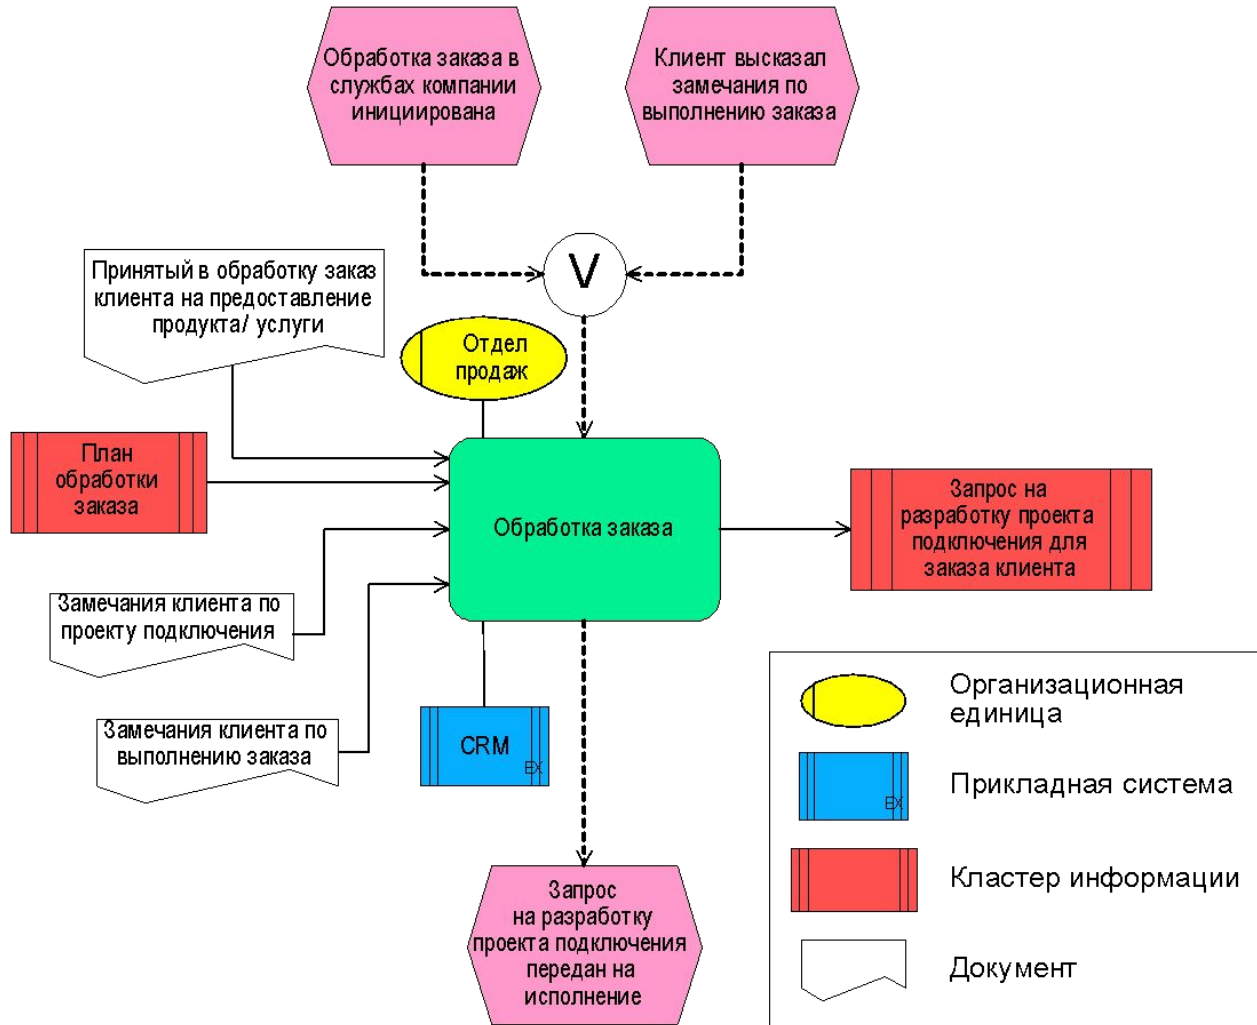 Обработка заказа в
службах компании
инициирована
Клиент высказал
замечания по
выполнению заказа
V
Принятый в обработку заказ
клиента на предоставление
продукта/ услуги
Отдел
продаж
План
обработки
заказа
Обработка заказа
Запрос на
разработку проекта
подключения для
заказа клиента
Замечания клиента по
проекту подключения
Замечания клиента по
выполнению заказа
CRM
EX
Запрос
на разработку
проекта подключения
передан на
исполнение
Организационная
единица
EX
Прикладная система
Кластер информации
Документ